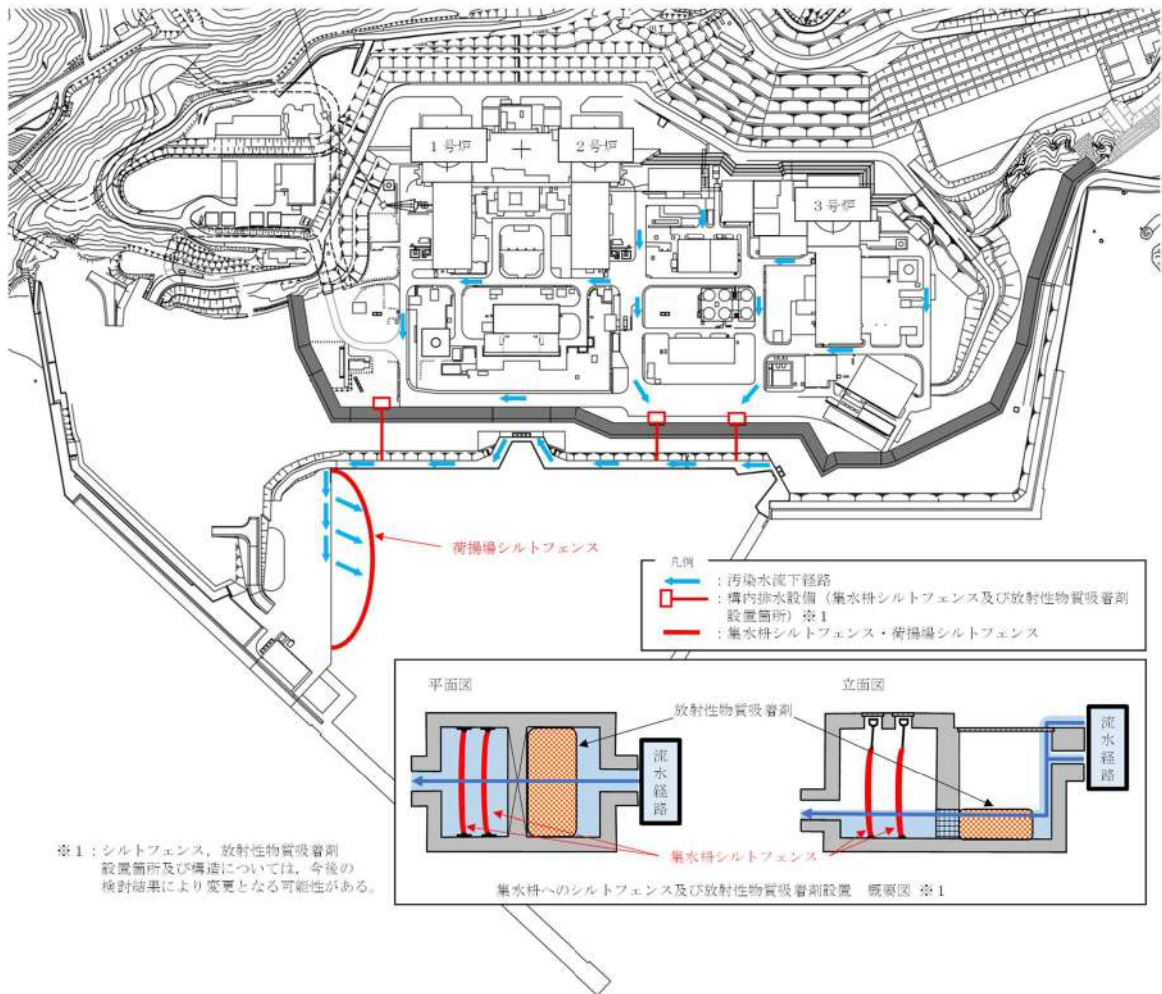 1号炉
2号炉
3号炉
荷揚場シルトフェンス
凡例
：汚染水流下経路
：構内排水設備（集水枡シルトフェンス及び放射性物質吸着剤
設置箇所）※1
：集水枡シルトフェンス・荷揚場シルトフェンス
平面図
立面図
放射性物質吸着剤
流水経路
流水経路
集水枡シルトフェンス
集水枡へのシルトフェンス及び放射性物質吸着剤設置　概要図 ※1
※1：シルトフェンス，放射性物質吸着剤
設置箇所及び構造については，今後の
検討結果により変更となる可能性がある。